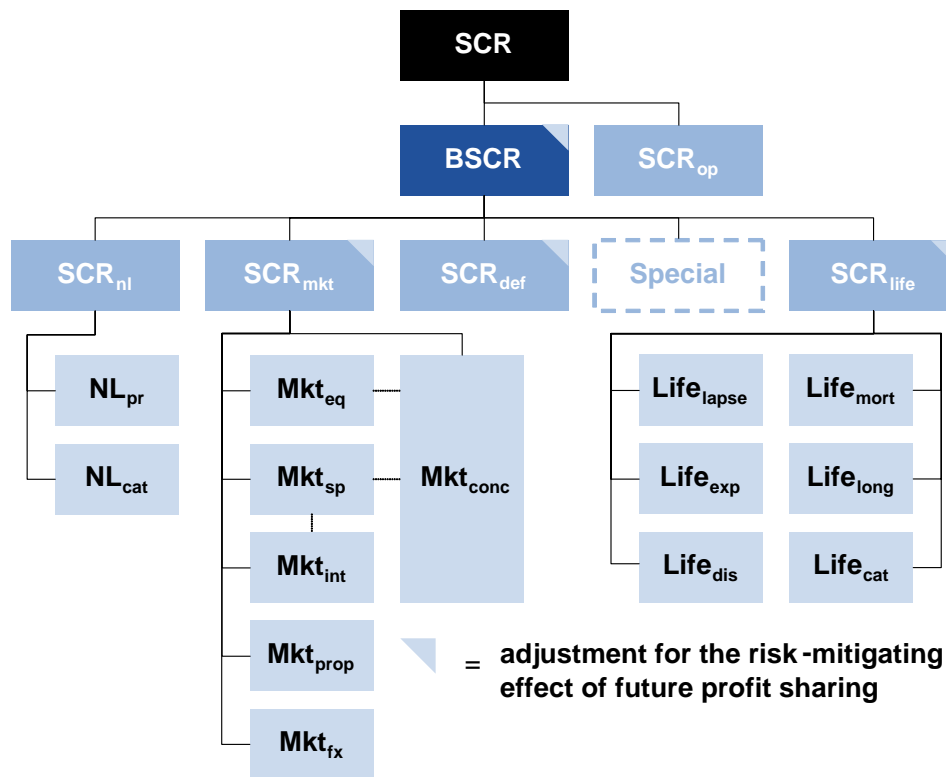 SCR
BSCR
SCRop
SCRnl
SCRmkt
SCRdef
Special
SCRlife
NLpr
NLcat
Mkteq
Mktsp
Mktint
Mktprop
Mktfx
Mktconc
Lifelapse
Lifemort
Lifeexp
Lifelong
Lifedis
Lifecat
= adjustment for the risk-mitigating
effect of future profit sharing